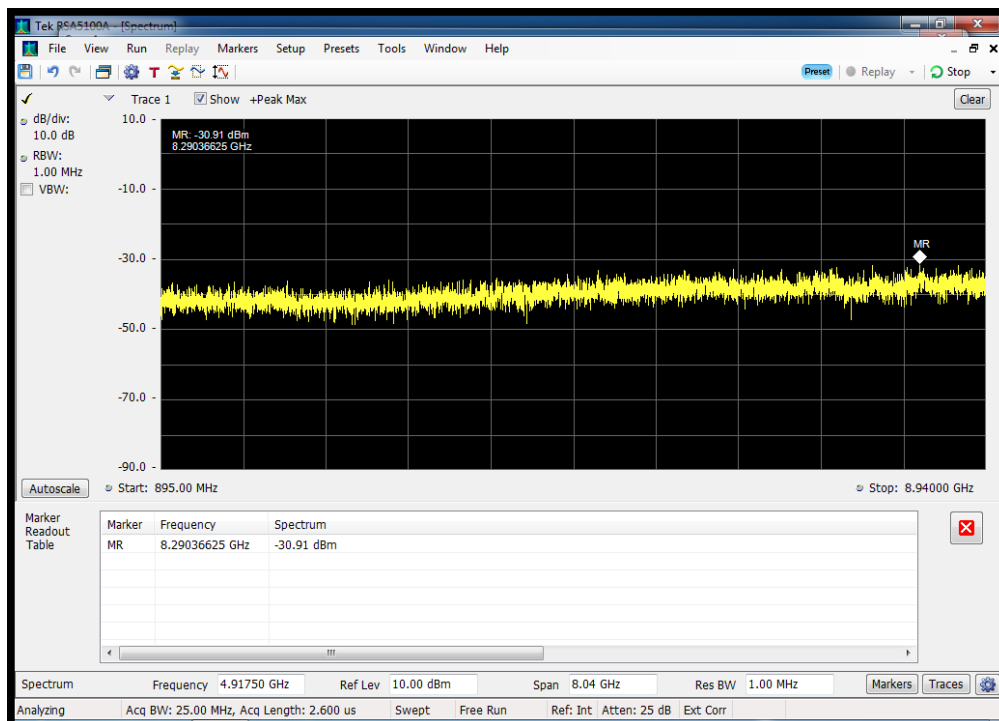 Tek RSA5100A - [Spectrum]
File View Run Replay Markers Setup Presets Tools Window Help
T Preset Replay Stop
Trace 1 Show +Peak Max Clear
dB/div:
10.0 dB
RBW:
1.00 MHz
VBW:
10.0 -
-10.0 -
-30.0 -
-50.0 -
-70.0 -
-90.0 -
MR: -30.91 dBm
8.29036625 GHz
MR
Autoscale Start: 895.00 MHz Stop: 8.94000 GHz
Marker
Readout
Table
Marker Frequency Spectrum
MR 8.29036625 GHz -30.91 dBm
Spectrum Frequency 4.91750 GHz Ref Lev 10.00 dBm Span 8.04 GHz Res BW 1.00 MHz Markers Traces
Analyzing Acq BW: 25.00 MHz, Acq Length: 2.600 us Swept Free Run Ref: Int Atten: 25 dB Ext Corr